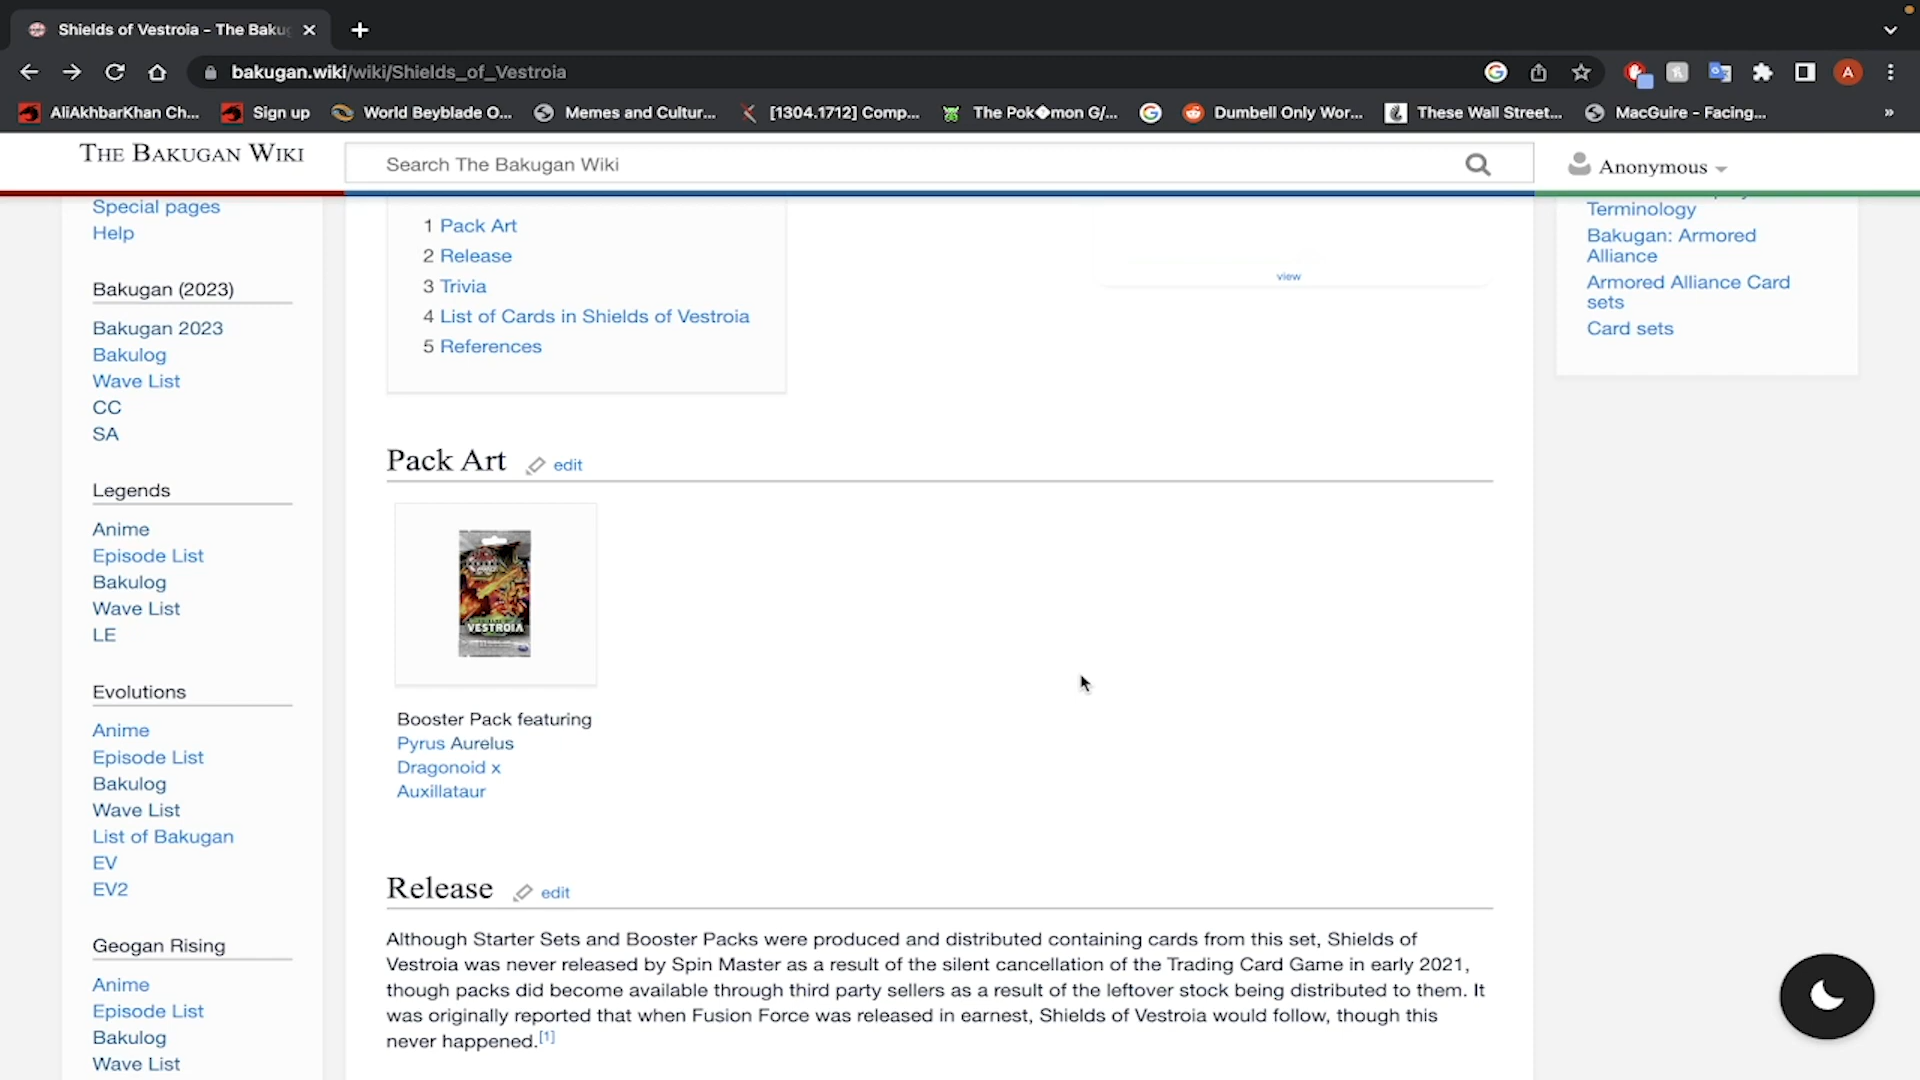 Shields of Vestroia – The Baku
bakugan.wiki/wiki/Shields_of_Vestroia
A
AliAkhbarKhan Ch...
Sign up
World Beyblade O...
Memes and Cultur...
[1304.1712] Comp...
The Pok�mon G/...
Dumbell Only Wor...
These Wall Street...
MacGuire - Facing...
»
THE BAKUGAN WIKI
Search The Bakugan Wiki
Anonymous
Special pages
Help
Bakugan (2023)
Bakugan 2023
Bakulog
Wave List
CC
SA
Legends
Anime
Episode List
Bakulog
Wave List
LE
Evolutions
Anime
Episode List
Bakulog
Wave List
List of Bakugan
EV
EV2
Geogan Rising
Anime
Episode List
Bakulog
Wave List
1 Pack Art
2 Release
3 Trivia
4 List of Cards in Shields of Vestroia
5 References
view
Pack Art edit
VESTROIA
Booster Pack featuring
Pyrus Aurelus
Dragonoid x
Auxillataur
Release edit
Although Starter Sets and Booster Packs were produced and distributed containing cards from this set, Shields of
Vestroia was never released by Spin Master as a result of the silent cancellation of the Trading Card Game in early 2021,
though packs did become available through third party sellers as a result of the leftover stock being distributed to them. It
was originally reported that when Fusion Force was released in earnest, Shields of Vestroia would follow, though this
never happened.[1]
Terminology
Bakugan: Armored
Alliance
Armored Alliance Card
sets
Card sets